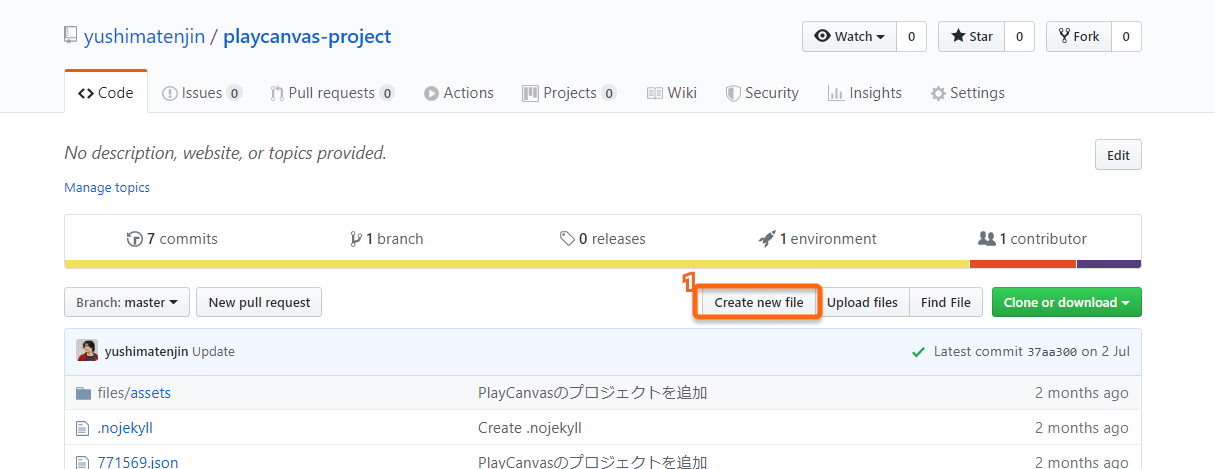 yushimatenjin / playcanvas-project
Watch 0 Star 0 Fork 0
Code Issues 0 Pull requests 0 Actions Projects 0 Wiki Security Insights Settings
No description, website, or topics provided.
Edit
Manage topics
7 commits 1 branch 0 releases 1 environment 1 contributor
1
Branch: master New pull request Create new file Upload files Find File Clone or download
yushimatenjin Update Latest commit 37aa300 on 2 Jul
files/assets PlayCanvasのプロジェクトを追加 2 months ago
.nojekyll Create .nojekyll 2 months ago
771569.json PlayCanvasのプロジェクトを追加 2 months ago